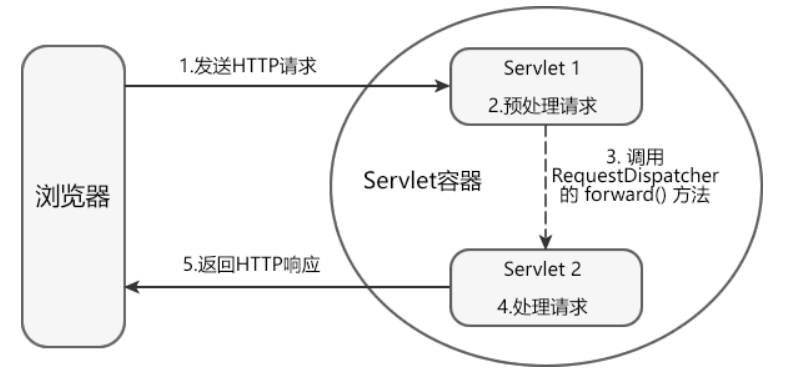 1.发送HTTP请求
Servlet 1
2.预处理请求
浏览器
Servlet容器
3. 调用
RequestDispatcher
的 forward() 方法
5.返回HTTP响应
Servlet 2
4.处理请求